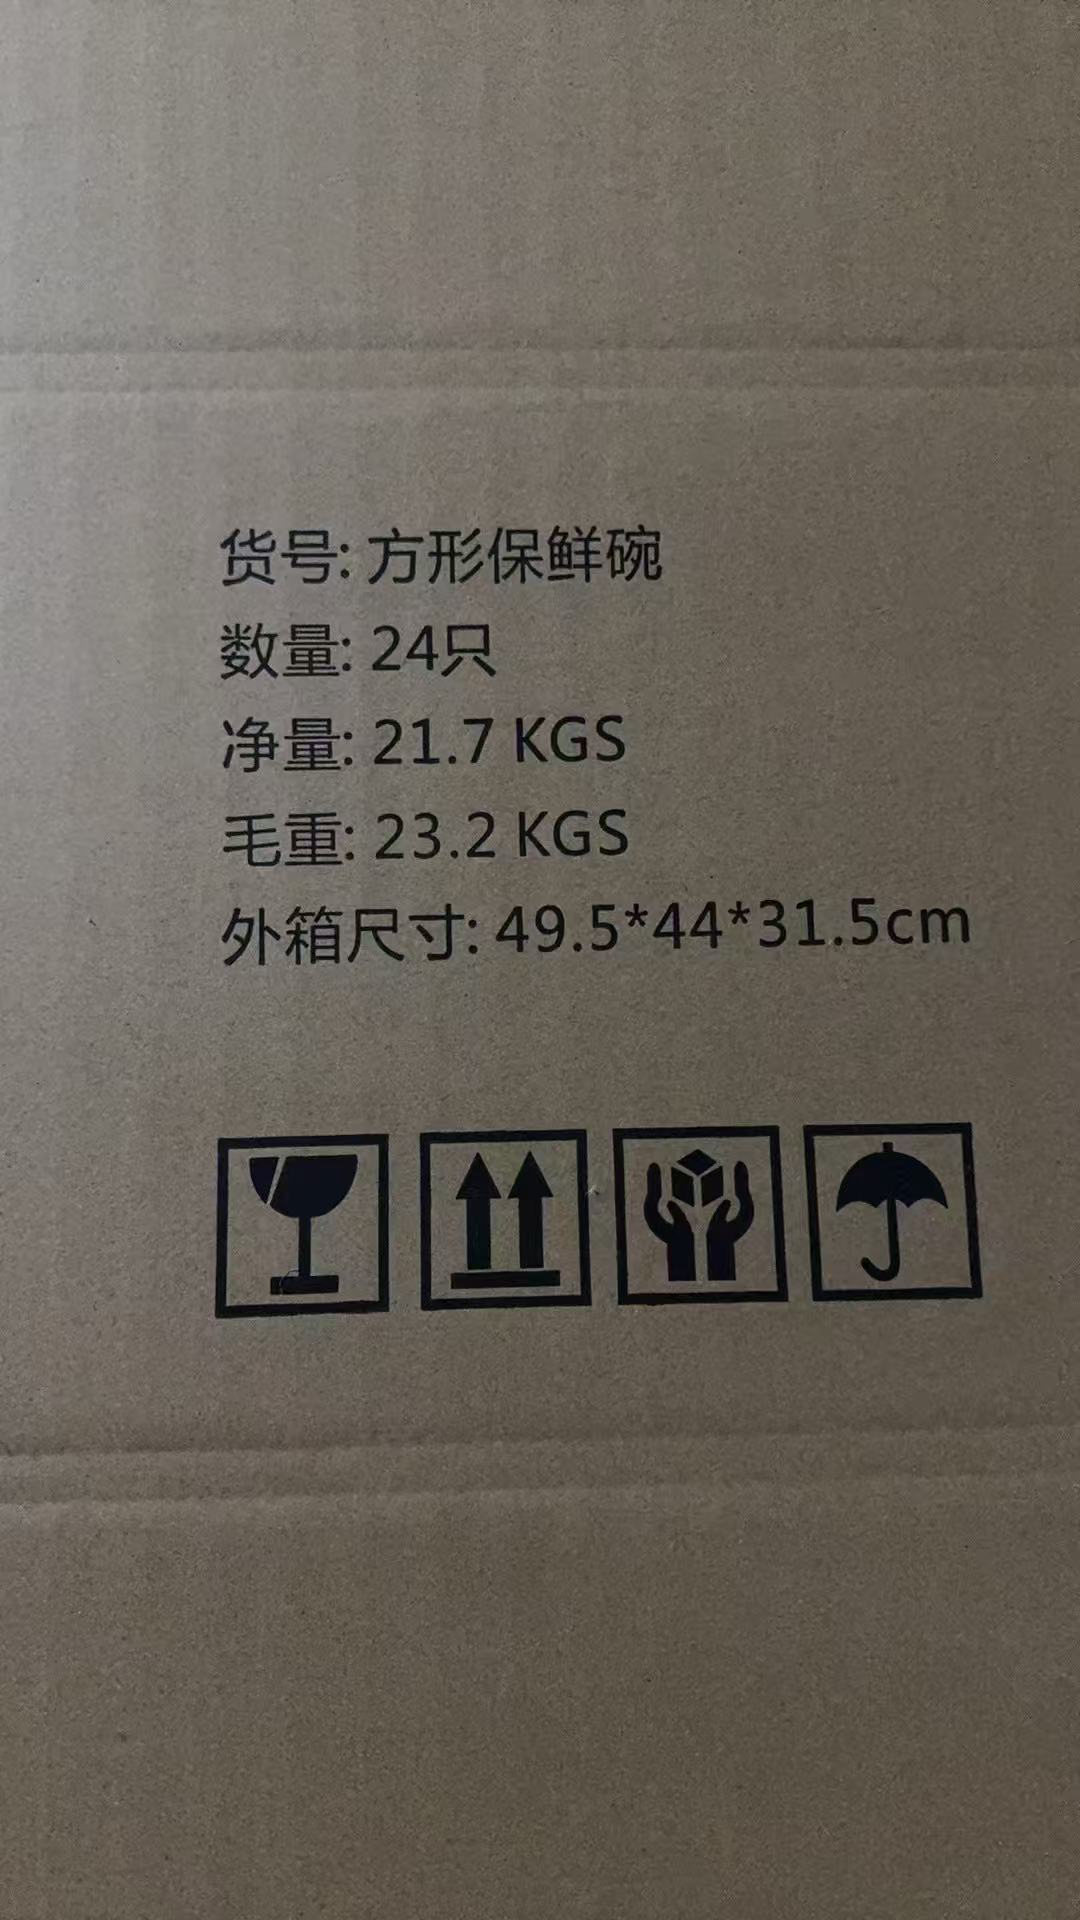 货号: 方形保鲜碗
数量: 24只
净量: 21.7 KGS
毛重: 23.2 KGS
外箱尺寸: 49.5*44*31.5cm